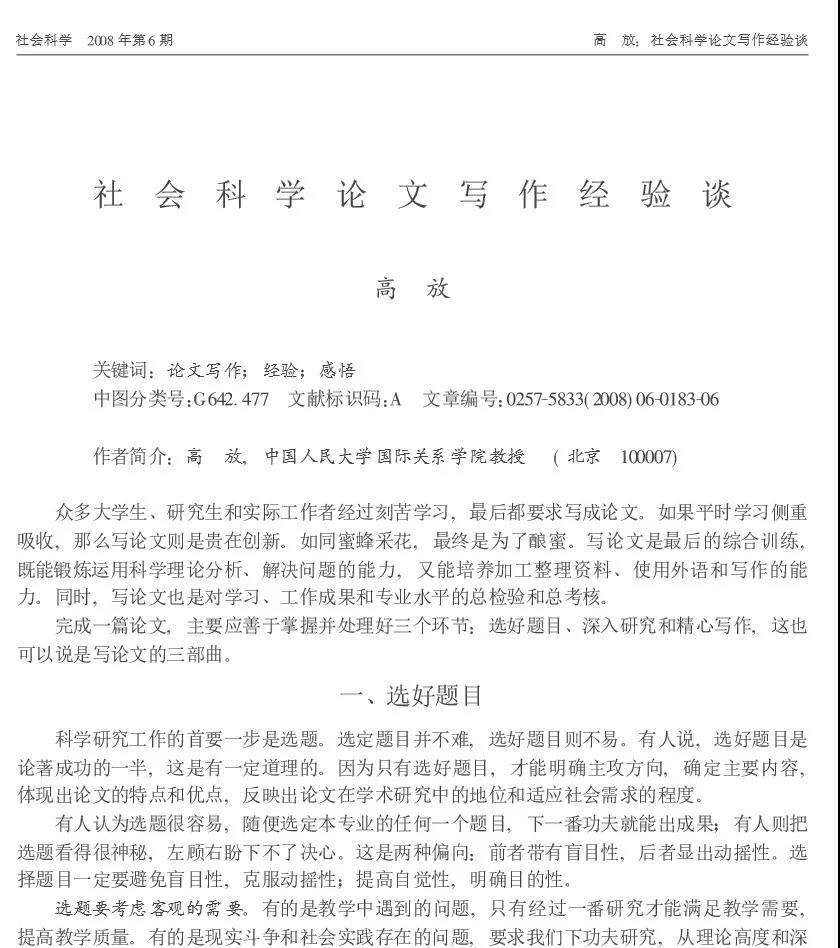 社会科学 2008 年第 6 期
高 放：社会科学论文写作经验谈
社会科学论文写作经验谈
高 放
关键词：论文写作；经验；感悟
中图分类号:G642.477 文献标识码:A 文章编号:0257-5833(2008)06-0183-06
作者简介：高 放，中国人民大学国际关系学院教授 (北京 100007)
众多大学生、研究生和实际工作者经过刻苦学习，最后都要求写成论文。如果平时学习侧重
吸收，那么写论文则是贵在创新。如同蜜蜂采花，最终是为了酿蜜。写论文是最后的综合训练，
既能锻炼运用科学理论分析、解决问题的能力，又能培养加工整理资料、使用外语和写作的能
力。同时，写论文也是对学习、工作成果和专业水平的总检验和总考核。
完成一篇论文，主要应善于掌握并处理好三个环节：选好题目、深入研究和精心写作，这也
可以说是写论文的三部曲。
一、选好题目
科学研究工作的首要一步是选题。选定题目并不难，选好题目则不易。有人说，选好题目是
论著成功的一半，这是有一定道理的。因为只有选好题目，才能明确主攻方向，确定主要内容，
体现出论文的特点和优点，反映出论文在学术研究中的地位和适应社会需求的程度。
有人认为选题很容易，随便选定本专业的任何一个题目，下一番功夫就能出成果；有人则把
选题看得很神秘，左顾右盼下不了决心。这是两种偏向：前者带有盲目性，后者显出动摇性。选
择题目一定要避免盲目性，克服动摇性；提高自觉性，明确目的性。
选题要考虑客观的需要。有的是教学中遇到的问题，只有经过一番研究才能满足教学需要，
提高教学质量。有的是现实斗争和社会实践存在的问题，要求我们下功夫研究，从理论高度和深